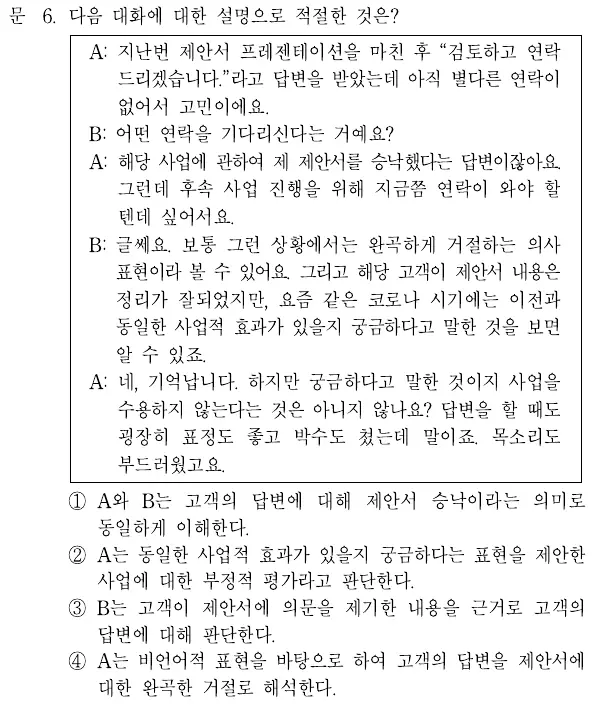 문 6. 다음 대화에 대한 설명으로 적절한 것은?
A: 지난번 제안서 프레젠테이션을 마친 후 “검토하고 연락
드리겠습니다.”라고 답변을 받았는데 아직 별다른 연락이
없어서 고민이에요.
B: 어떤 연락을 기다리신다는 거예요?
A: 해당 사업에 관하여 제 제안서를 승낙했다는 답변이잖아요.
그런데 후속 사업 진행을 위해 지금쯤 연락이 와야 할
텐데 싶어서요.
B: 글쎄요. 보통 그런 상황에서는 완곡하게 거절하는 의사
표현이라 볼 수 있어요. 그리고 해당 고객이 제안서 내용은
정리가 잘되었지만, 요즘 같은 코로나 시기에는 이전과
동일한 사업적 효과가 있을지 궁금하다고 말한 것을 보면
알 수 있죠.
A: 네, 기억납니다. 하지만 궁금하다고 말한 것이지 사업을
수용하지 않는다는 것은 아니지 않나요? 답변을 할 때도
굉장히 표정도 좋고 박수도 쳤는데 말이죠. 목소리도
부드러웠고요.
① A와 B는 고객의 답변에 대해 제안서 승낙이라는 의미로
동일하게 이해한다.
② A는 동일한 사업적 효과가 있을지 궁금하다는 표현을 제안한
사업에 대한 부정적 평가라고 판단한다.
③ B는 고객이 제안서에 의문을 제기한 내용을 근거로 고객의
답변에 대해 판단한다.
④ A는 비언어적 표현을 바탕으로 하여 고객의 답변을 제안서에
대한 완곡한 거절로 해석한다.